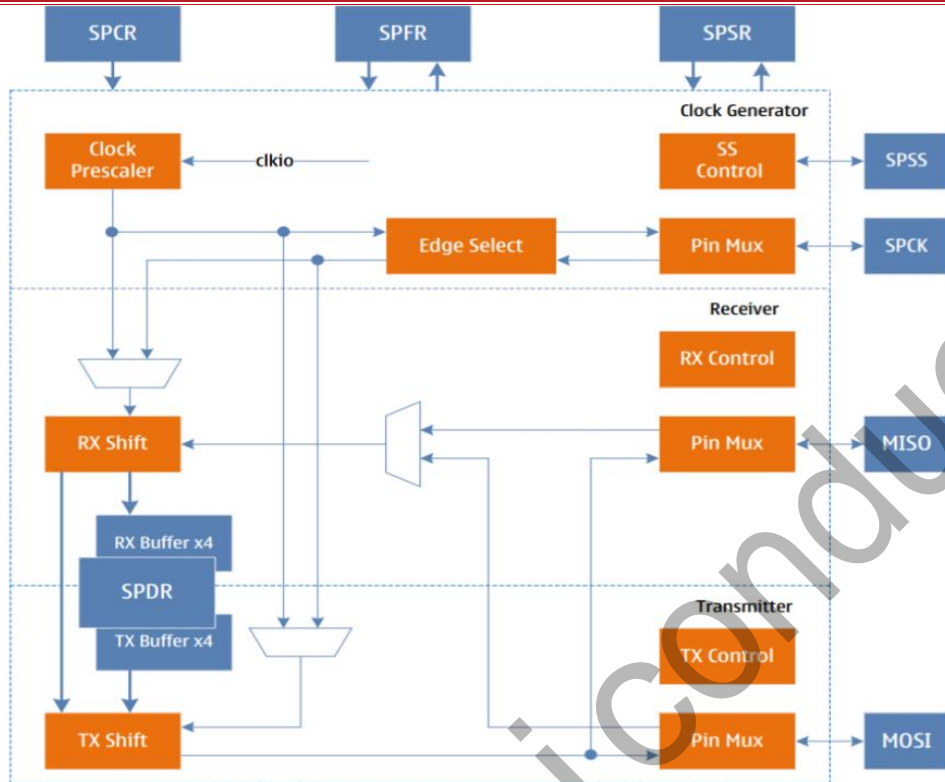 SPCR
SPFR
SPSR
Clock Generator
Clock
Prescaler
clkio
SS
Control
SPSS
Edge Select
Pin Mux
SPCK
Receiver
RX Control
RX Shift
Pin Mux
MISO
RX Buffer x4
SPDR
TX Buffer x4
Transmitter
TX Control
TX Shift
Pin Mux
MOSI